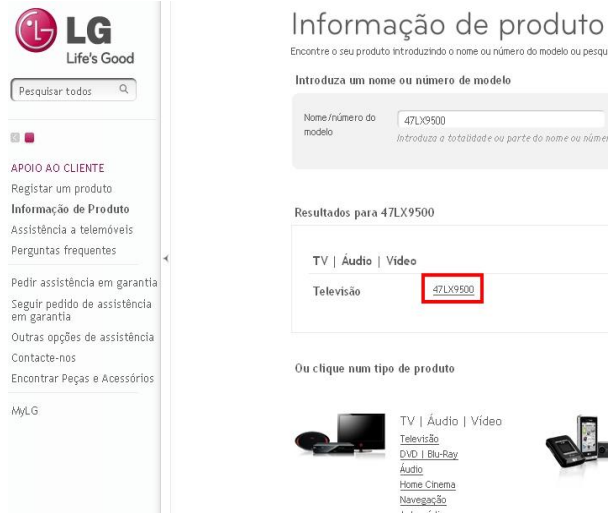 LG
Life's Good
Pesquisar todos
APOIO AO CLIENTE
Registar um produto
Informação de Produto
Assistência a telemóveis
Perguntas frequentes
Pedir assistência em garantia
Seguir pedido de assistência
em garantia
Outras opções de assistência
Contacte-nos
Encontrar Peças e Acessórios
MyLG
Informação de produto
Encontre o seu produto introduzindo o nome ou número do modelo ou
Introduza um nome ou número de modelo
Nome/número do
modelo
47LX9500
Introduza a totalidade ou parte do nome ou
Resultados para 47LX9500
TV | Áudio | Vídeo
Televisão
47LX9500
Ou clique num tipo de produto
TV | Áudio | Vídeo
Televisão
DVD | Blu-Ray
Áudio
Home Cinema
Navegação